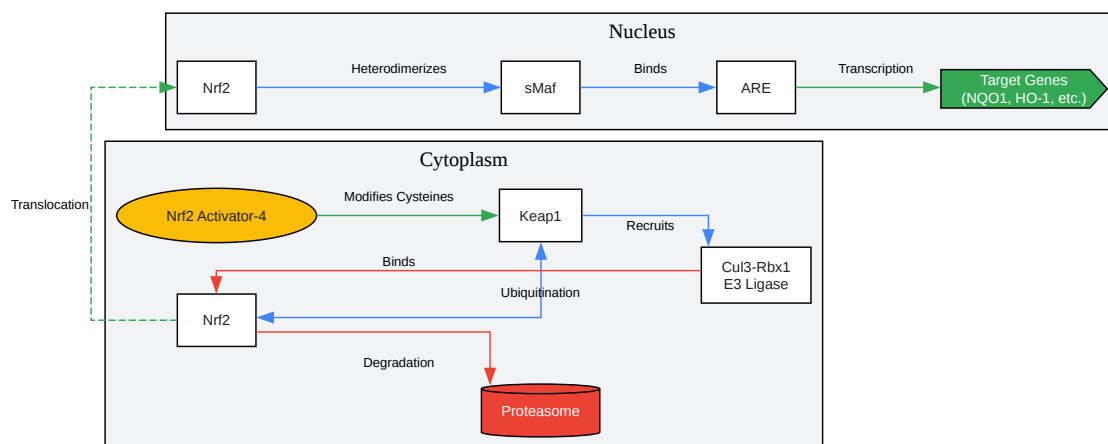 Nucleus
Heterodimerizes
Binds
Transcription
Nrf2
sMaf
ARE
Target Genes
(NQO1, HO-1, etc.)
Cytoplasm
Translocation
Modifies Cysteines
Nrf2 Activator-4
Keap1
Recruits
Binds
Cul3-Rbx1
E3 Ligase
Ubiquitination
Nrf2
Degradation
Proteasome